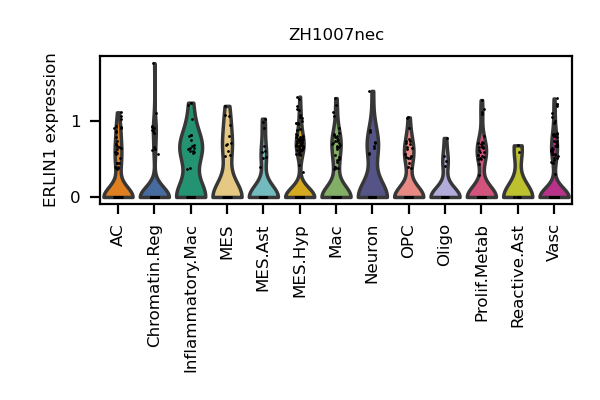 ZH1007nec
ERLIN1 expression
1
0
AC
Chromatin.Reg
Inflammatory.Mac
MES
MES.Ast
MES.Hyp
Mac
Neuron
OPC
Oligo
Prolif.Metab
Reactive.Ast
Vasc